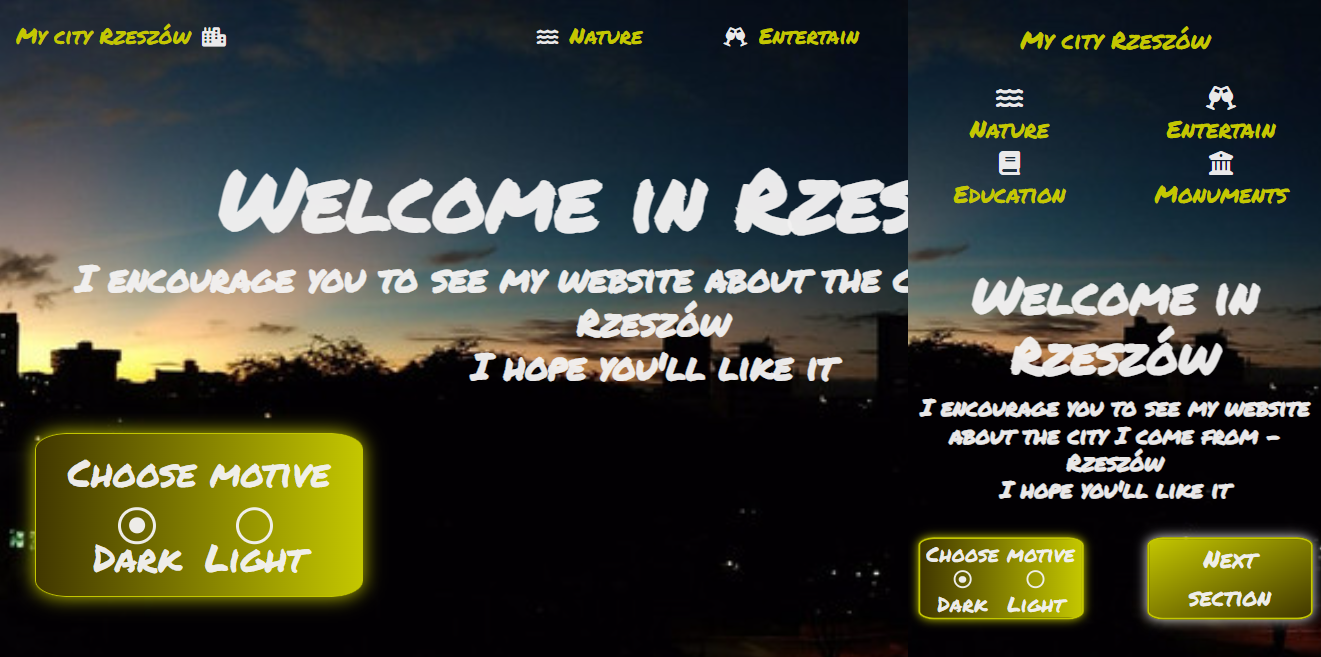 My city Rzeszów
Nature
Entertain
Welcome in Rzes
I encourage you to see my website about the c
Rzeszów
I hope you'll like it
Choose motive
Dark Light
My city Rzeszów
Nature Entertain
Education Monuments
Welcome in
Rzeszów
I encourage you to see my website
about the city I come from -
Rzeszów
I hope you'll like it
Choose motive
Dark Light
Next
section